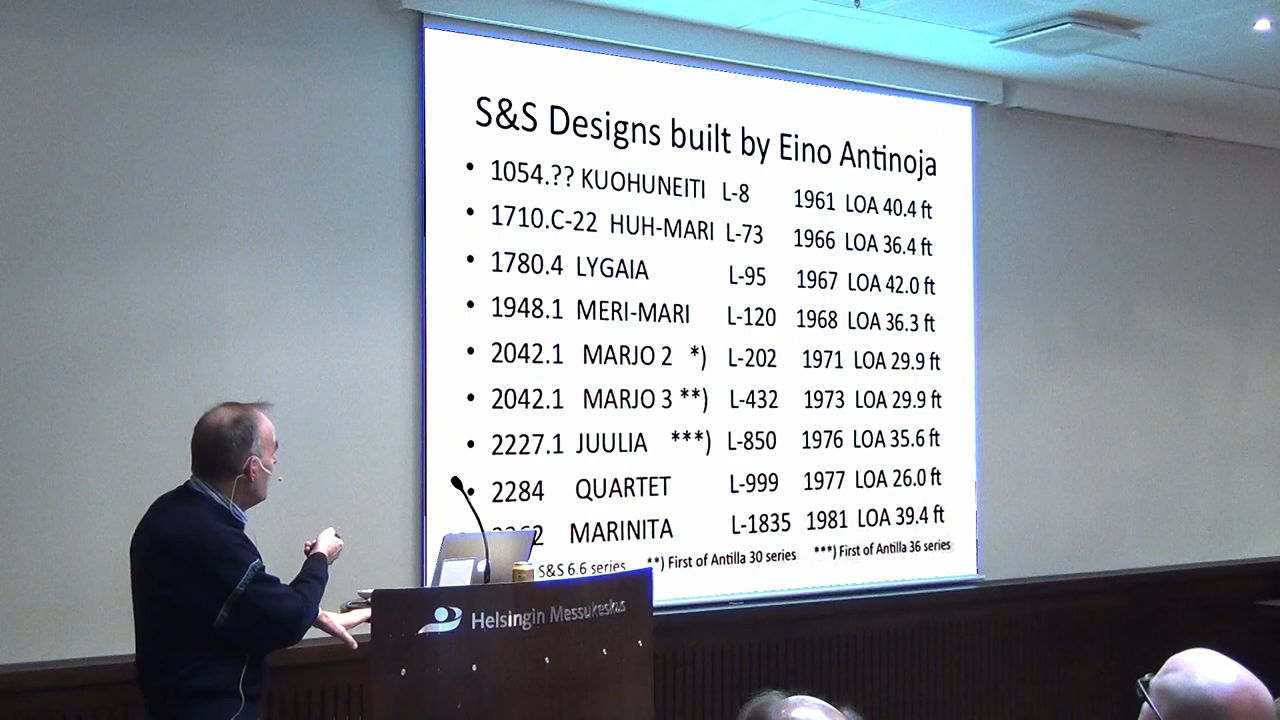 S&S Designs built by Eino Antinoja
• 1054.?? KUOHUNEITI L-8 1961 LOA 40.4 ft
• 1710.C-22 HUH-MARI L-73 1966 LOA 36.4 ft
• 1780.4 LYGAIA L-95 1967 LOA 42.0 ft
• 1948.1 MERI-MARI L-120 1968 LOA 36.3 ft
• 2042.1 MARJO 2 *) L-202 1971 LOA 29.9 ft
• 2042.1 MARJO 3 **) L-432 1973 LOA 29.9 ft
• 2227.1 JUULIA ***) L-850 1976 LOA 35.6 ft
• 2284 QUARTET L-999 1977 LOA 26.0 ft
MARINITA L-1835 1981 LOA 39.4 ft
S&S 6.6 series **) First of Antilla 30 series ***) First of Antilla 36 series
Helsingin Messukeskus